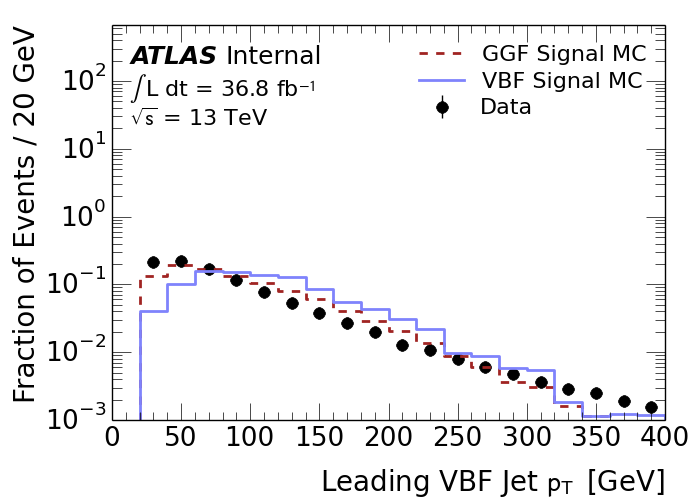 ATLAS Internal
∫L dt = 36.8 fb⁻¹
√s = 13 TeV
GGF Signal MC
VBF Signal MC
Data
Fraction of Events / 20 GeV
10²
10¹
10⁰
10⁻¹
10⁻²
10⁻³
0 50 100 150 200 250 300 350 400
Leading VBF Jet p_T [GeV]